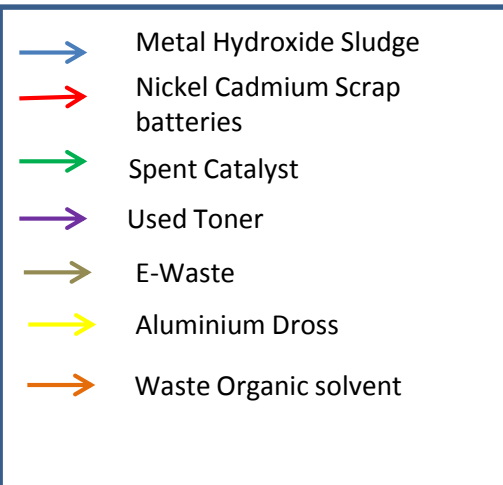 Metal Hydroxide Sludge
Nickel Cadmium Scrap
batteries
Spent Catalyst
Used Toner
E-Waste
Aluminium Dross
Waste Organic solvent